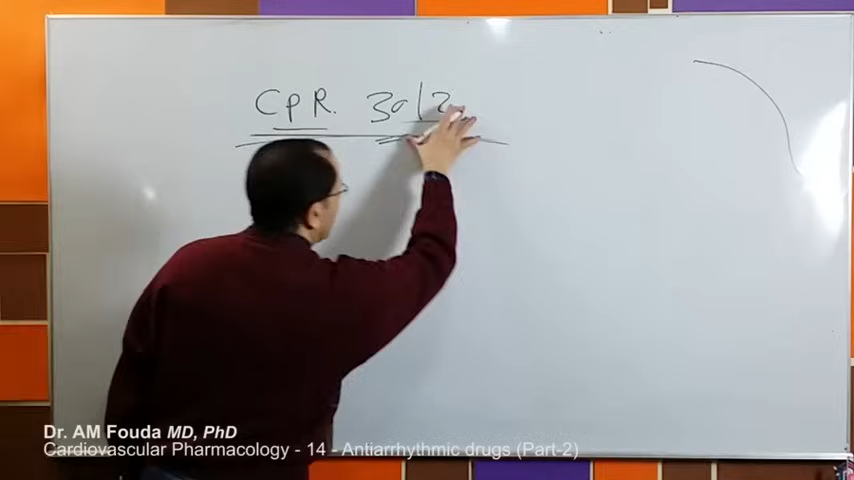 CPR. 30/2
Dr. AM Fouda MD, PhD
Cardiovascular Pharmacology - 14 - Antiarrhythmic drugs (Part-2)